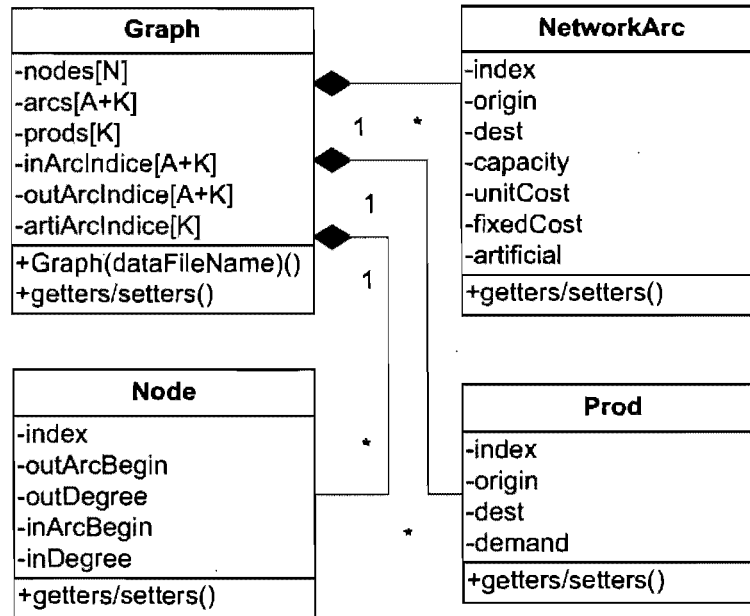 Graph
-nodes[N]
-arcs[A+K]
-prods[K]
-inArcIndice[A+K]
-outArcIndice[A+K]
-artiArcIndice[K]
+Graph(dataFileName)()
+getters/setters()
1
*
1
1
*
*
NetworkArc
-index
-origin
-dest
-capacity
-unitCost
-fixedCost
-artificial
+getters/setters()
Node
-index
-outArcBegin
-outDegree
-inArcBegin
-inDegree
+getters/setters()
Prod
-index
-origin
-dest
-demand
+getters/setters()